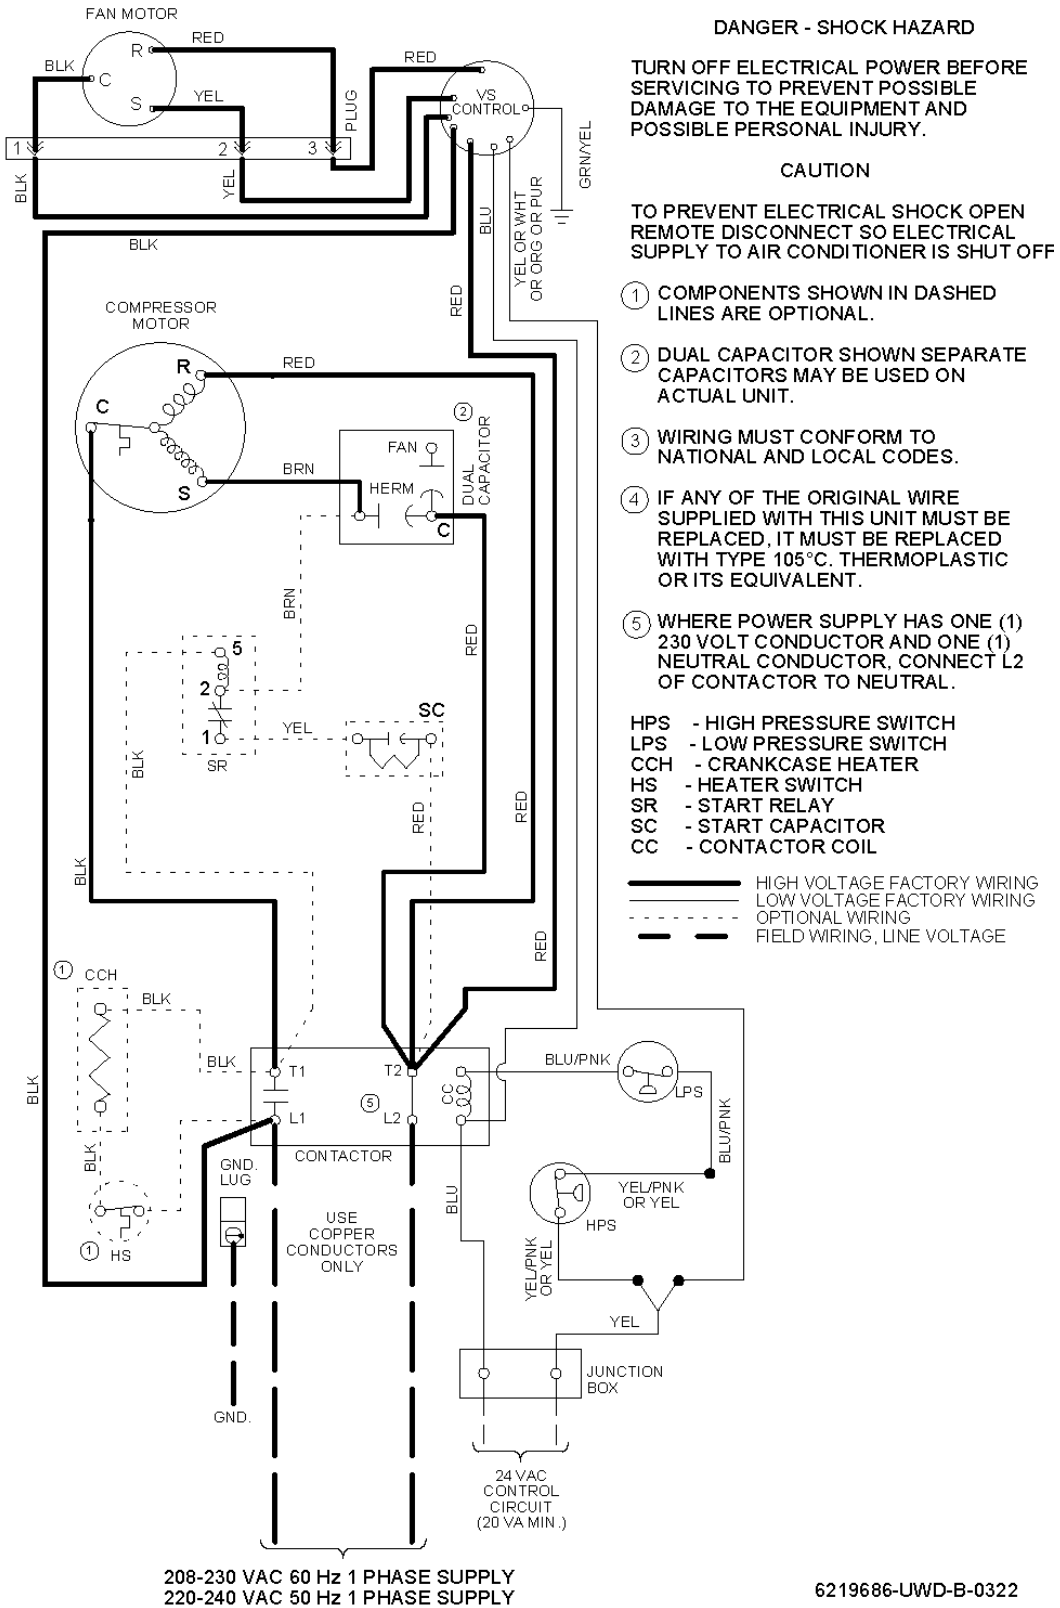 FAN MOTOR
R
RED
BLK
C
S
YEL
PLUG
1
2
3
BLK
YEL
RED
VS
CONTROL
GRN/YEL
BLK
BLU
YEL OR WHT
OR ORG OR PUR
RED
COMPRESSOR
MOTOR
R
RED
C
S
BRN
2
FAN
HERM
C
DUAL
CAPACITOR
BRN
RED
5
2
1
SR
YEL
SC
BLK
RED
RED
BLK
RED
1
CCH
BLK
BLK
T1
T2
CC
5
L1
L2
CONTACTOR
BLU/PNK
LPS
BLU/PNK
BLK
BLK
GND.
LUG
BLU
YEL/PNK
OR YEL
HPS
1
HS
USE
COPPER
CONDUCTORS
ONLY
YEL/PNK
OR YEL
YEL
JUNCTION
BOX
GND.
24 VAC
CONTROL
CIRCUIT
(20 VA MIN.)
208-230 VAC 60 Hz 1 PHASE SUPPLY
220-240 VAC 50 Hz 1 PHASE SUPPLY
DANGER - SHOCK HAZARD
TURN OFF ELECTRICAL POWER BEFORE
SERVICING TO PREVENT POSSIBLE
DAMAGE TO THE EQUIPMENT AND
POSSIBLE PERSONAL INJURY.
CAUTION
TO PREVENT ELECTRICAL SHOCK OPEN
REMOTE DISCONNECT SO ELECTRICAL
SUPPLY TO AIR CONDITIONER IS SHUT OFF
1 COMPONENTS SHOWN IN DASHED
LINES ARE OPTIONAL.
2 DUAL CAPACITOR SHOWN SEPARATE
CAPACITORS MAY BE USED ON
ACTUAL UNIT.
3 WIRING MUST CONFORM TO
NATIONAL AND LOCAL CODES.
4 IF ANY OF THE ORIGINAL WIRE
SUPPLIED WITH THIS UNIT MUST BE
REPLACED, IT MUST BE REPLACED
WITH TYPE 105°C. THERMOPLASTIC
OR ITS EQUIVALENT.
5 WHERE POWER SUPPLY HAS ONE (1)
230 VOLT CONDUCTOR AND ONE (1)
NEUTRAL CONDUCTOR, CONNECT L2
OF CONTACTOR TO NEUTRAL.
HPS - HIGH PRESSURE SWITCH
LPS - LOW PRESSURE SWITCH
CCH - CRANKCASE HEATER
HS - HEATER SWITCH
SR - START RELAY
SC - START CAPACITOR
CC - CONTACTOR COIL
HIGH VOLTAGE FACTORY WIRING
LOW VOLTAGE FACTORY WIRING
OPTIONAL WIRING
FIELD WIRING, LINE VOLTAGE
6219686-UWD-B-0322